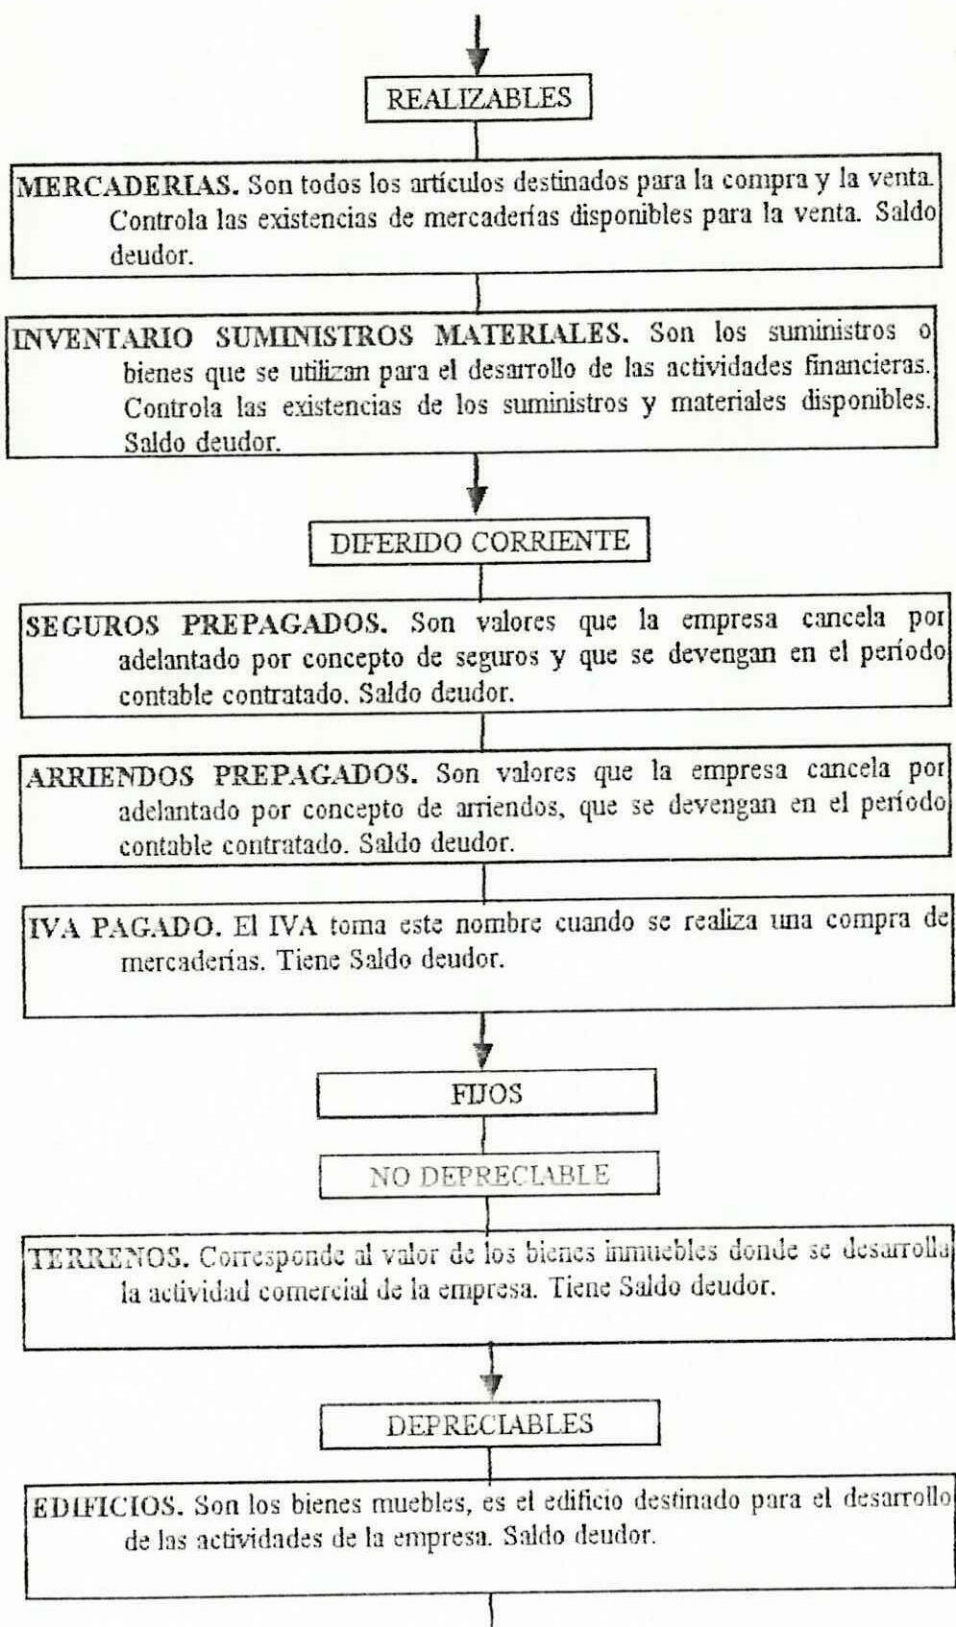 REALIZABLES
MERCADERIAS. Son todos los artículos destinados para la compra y la venta.
Controla las existencias de mercaderías disponibles para la venta. Saldo
deudor.
INVENTARIO SUMINISTROS MATERIALES. Son los suministros o
bienes que se utilizan para el desarrollo de las actividades financieras.
Controla las existencias de los suministros y materiales disponibles.
Saldo deudor.
DIFERIDO CORRIENTE
SEGUROS PREPAGADOS. Son valores que la empresa cancela por
adelantado por concepto de seguros y que se devengan en el período
contable contratado. Saldo deudor.
ARRIENDOS PREPAGADOS. Son valores que la empresa cancela por
adelantado por concepto de arriendos, que se devengan en el período
contable contratado. Saldo deudor.
IVA PAGADO. El IVA toma este nombre cuando se realiza una compra de
mercaderías. Tiene Saldo deudor.
FIJOS
NO DEPRECIABLE
TERRENOS. Corresponde al valor de los bienes inmuebles donde se desarrolla
la actividad comercial de la empresa. Tiene Saldo deudor.
DEPRECIABLES
EDIFICIOS. Son los bienes muebles, es el edificio destinado para el desarrollo
de las actividades de la empresa. Saldo deudor.